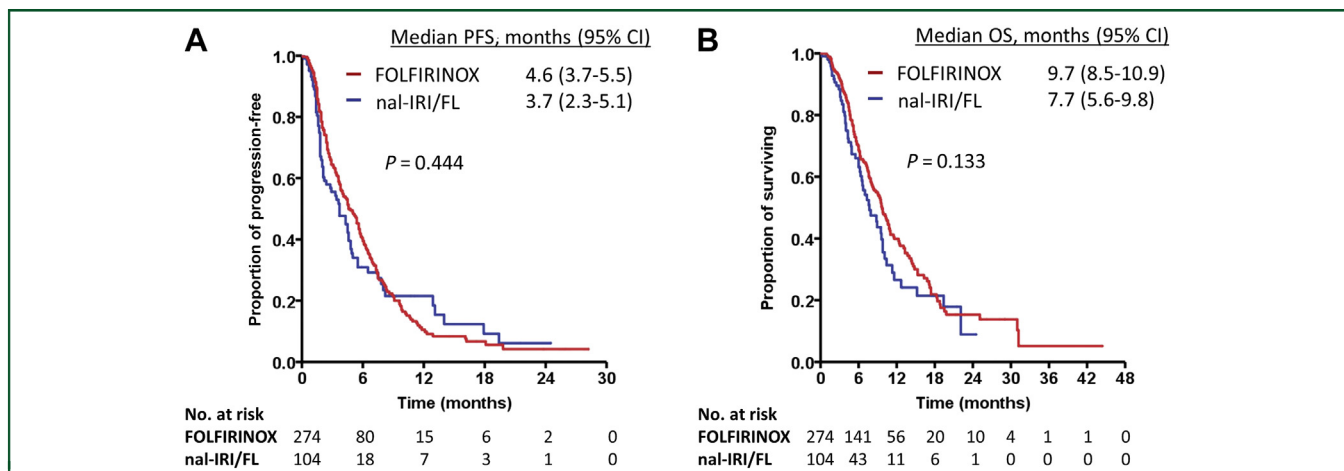 A
Median PFS, months (95% CI)
FOLFIRINOX 4.6 (3.7-5.5)
nal-IRI/FL 3.7 (2.3-5.1)
P = 0.444
Proportion of progression-free
1.0
0.8
0.6
0.4
0.2
0.0
0 6 12 18 24 30
Time (months)
No. at risk
FOLFIRINOX 274 80 15 6 2 0
nal-IRI/FL 104 18 7 3 1 0
B
Median OS, months (95% CI)
FOLFIRINOX 9.7 (8.5-10.9)
nal-IRI/FL 7.7 (5.6-9.8)
P = 0.133
Proportion of surviving
1.0
0.8
0.6
0.4
0.2
0.0
0 6 12 18 24 30 36 42 48
Time (months)
No. at risk
FOLFIRINOX 274 141 56 20 10 4 1 1 0
nal-IRI/FL 104 43 11 6 1 0 0 0 0